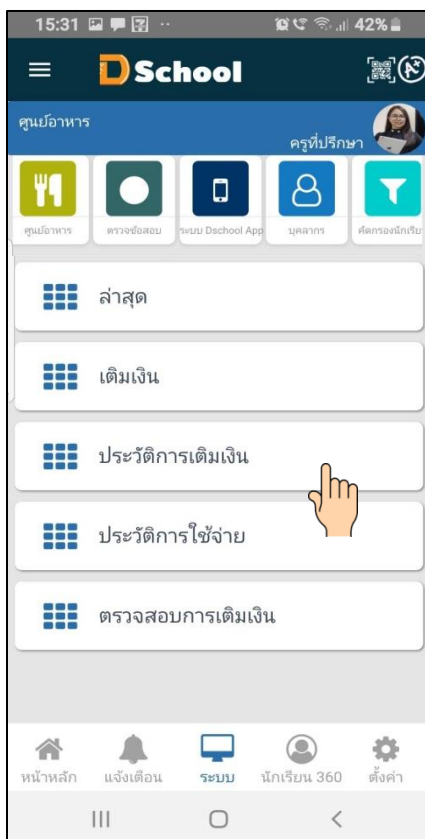 15:31
42%
DSchool
A+
ศูนย์อาหาร
ครูที่ปรึกษา
ศูนย์อาหาร
ตรวจข้อสอบ
ระบบ Dschool App
บุคลากร
คัดกรองนักเรีย
ล่าสุด
เติมเงิน
ประวัติการเติมเงิน
ประวัติการใช้จ่าย
ตรวจสอบการเติมเงิน
หน้าหลัก
แจ้งเตือน
ระบบ
นักเรียน 360
ตั้งค่า